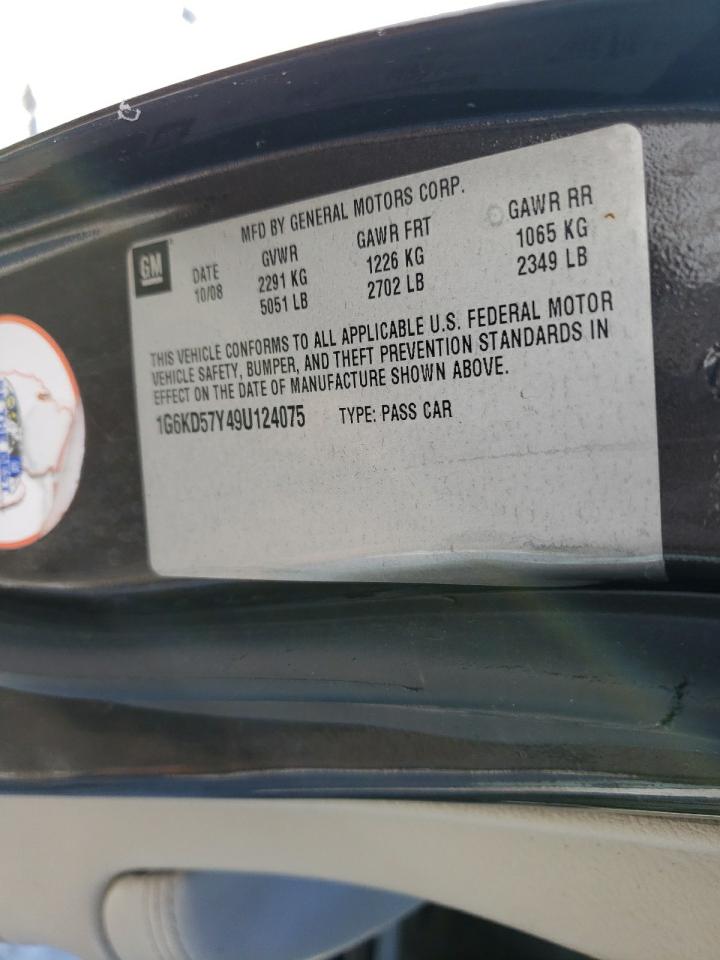 MFD BY GENERAL MOTORS CORP.
GM
DATE GVWR GAWR FRT GAWR RR
10/08 2291 KG 1226 KG 1065 KG
5051 LB 2702 LB 2349 LB
THIS VEHICLE CONFORMS TO ALL APPLICABLE U.S. FEDERAL MOTOR
VEHICLE SAFETY, BUMPER, AND THEFT PREVENTION STANDARDS IN
EFFECT ON THE DATE OF MANUFACTURE SHOWN ABOVE.
1G6KD57Y49U124075 TYPE: PASS CAR